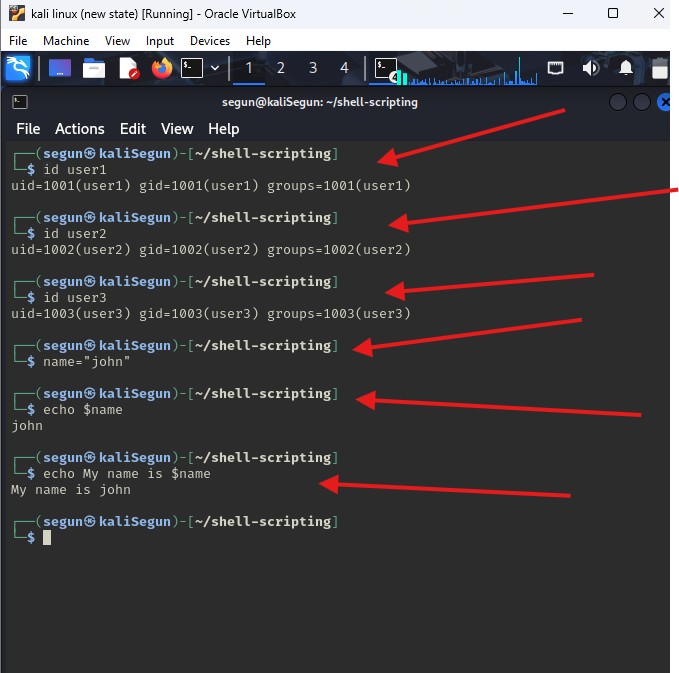 kali linux (new state) [Running] - Oracle VirtualBox
File Machine View Input Devices Help
1 2 3 4 4
segun@kaliSegun: ~/shell-scripting
File Actions Edit View Help
┌──(segun㉿kaliSegun)-[~/shell-scripting]
└─$ id user1
uid=1001(user1) gid=1001(user1) groups=1001(user1)
┌──(segun㉿kaliSegun)-[~/shell-scripting]
└─$ id user2
uid=1002(user2) gid=1002(user2) groups=1002(user2)
┌──(segun㉿kaliSegun)-[~/shell-scripting]
└─$ id user3
uid=1003(user3) gid=1003(user3) groups=1003(user3)
┌──(segun㉿kaliSegun)-[~/shell-scripting]
└─$ name="john"
┌──(segun㉿kaliSegun)-[~/shell-scripting]
└─$ echo $name
john
┌──(segun㉿kaliSegun)-[~/shell-scripting]
└─$ echo My name is $name
My name is john
┌──(segun㉿kaliSegun)-[~/shell-scripting]
└─$